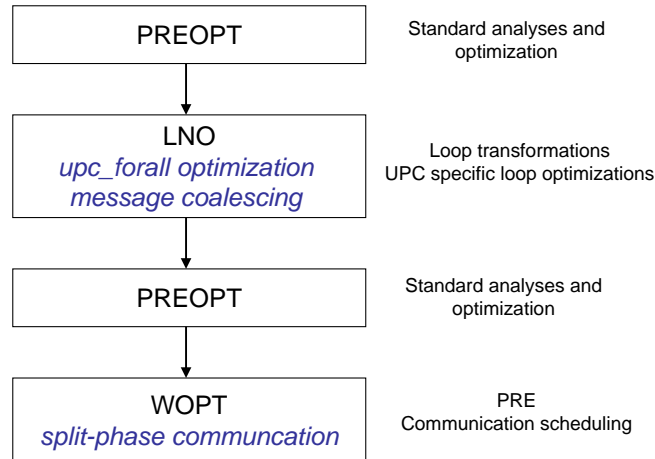 PREOPT
Standard analyses and
optimization
LNO
upc_forall optimization
message coalescing
Loop transformations
UPC specific loop optimizations
PREOPT
Standard analyses and
optimization
WOPT
split-phase communcation
PRE
Communication scheduling